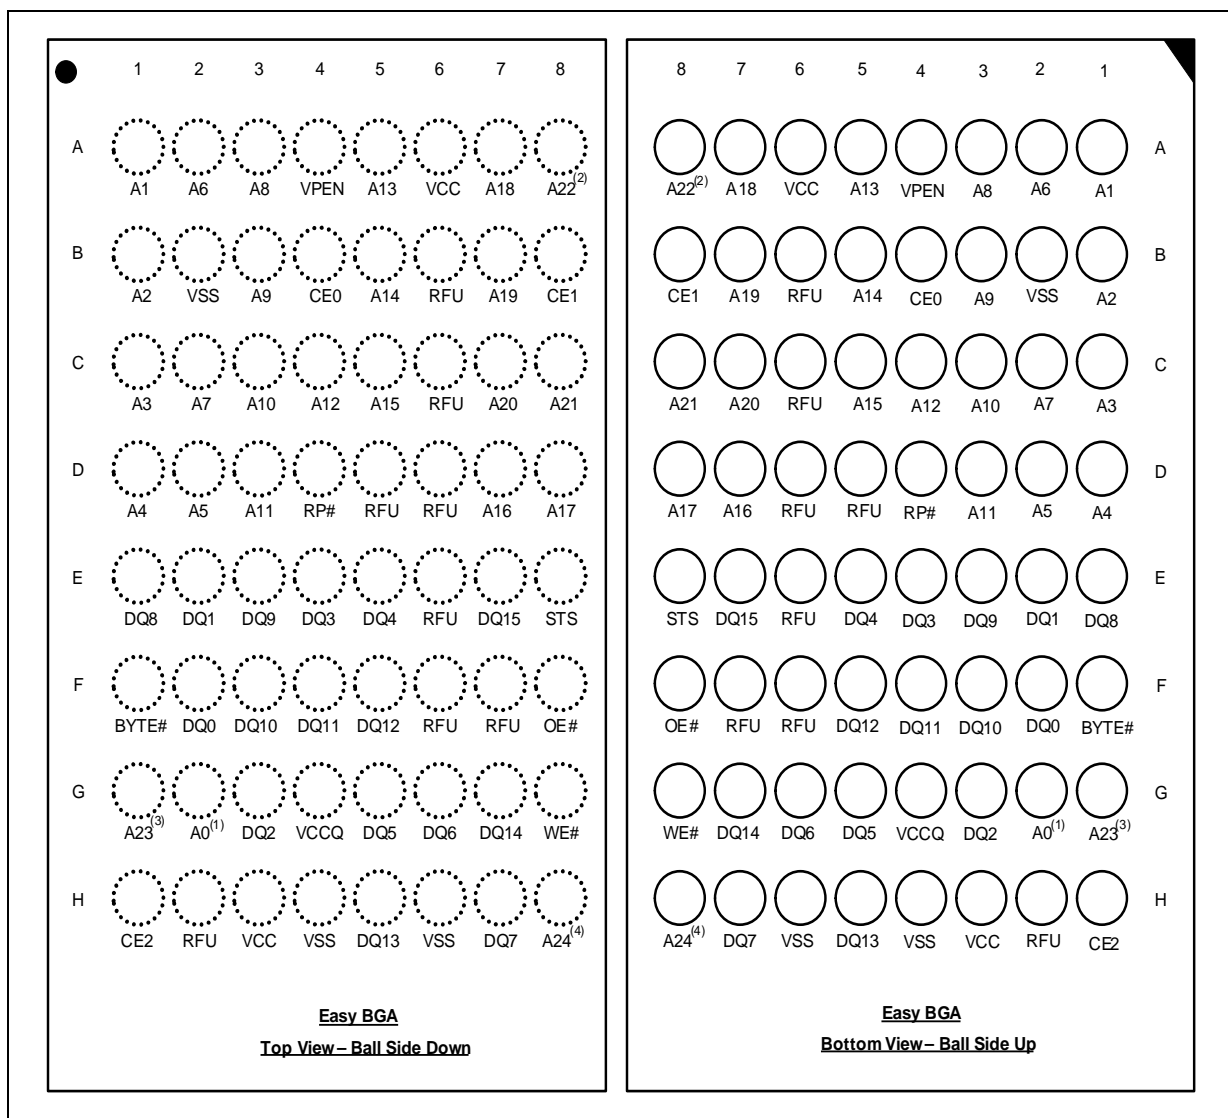 1 2 3 4 5 6 7 8
A
A1 A6 A8 VPEN A13 VCC A18 A22(2)
B
A2 VSS A9 CE0 A14 RFU A19 CE1
C
A3 A7 A10 A12 A15 RFU A20 A21
D
A4 A5 A11 RP# RFU RFU A16 A17
E
DQ8 DQ1 DQ9 DQ3 DQ4 RFU DQ15 STS
F
BYTE# DQ0 DQ10 DQ11 DQ12 RFU RFU OE#
G
A23(3) A0(1) DQ2 VCCQ DQ5 DQ6 DQ14 WE#
H
CE2 RFU VCC VSS DQ13 VSS DQ7 A24(4)
Easy BGA
Top View – Ball Side Down
8 7 6 5 4 3 2 1
A
A22(2) A18 VCC A13 VPEN A8 A6 A1
B
CE1 A19 RFU A14 CE0 A9 VSS A2
C
A21 A20 RFU A15 A12 A10 A7 A3
D
A17 A16 RFU RFU RP# A11 A5 A4
E
STS DQ15 RFU DQ4 DQ3 DQ9 DQ1 DQ8
F
OE# RFU RFU DQ12 DQ11 DQ10 DQ0 BYTE#
G
WE# DQ14 DQ6 DQ5 VCCQ DQ2 A0(1) A23(3)
H
A24(4) DQ7 VSS DQ13 VSS VCC RFU CE2
Easy BGA
Bottom View – Ball Side Up